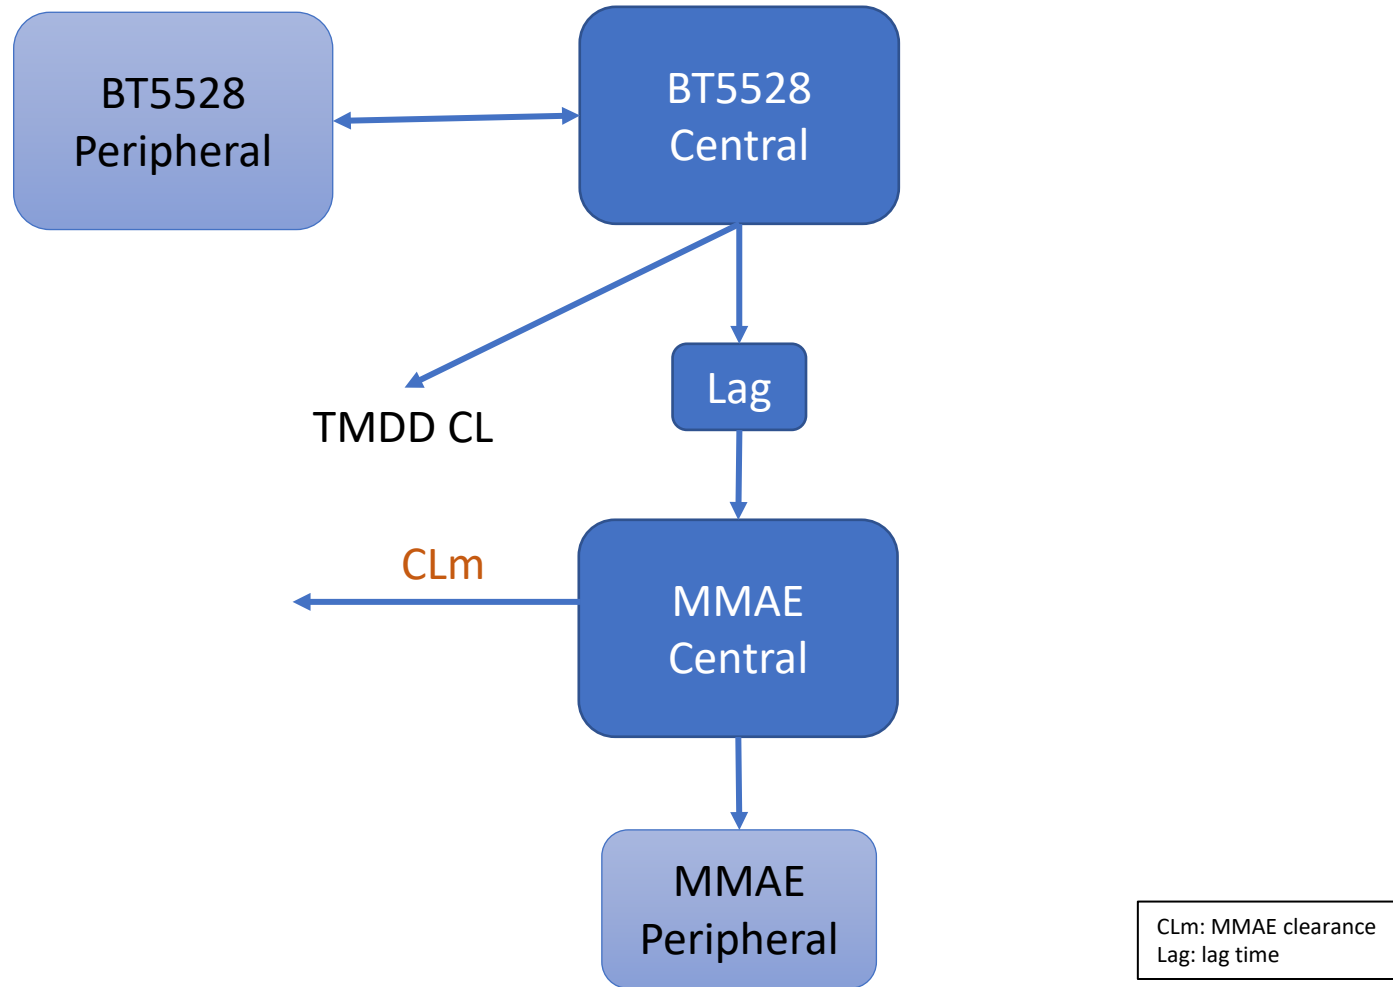 BT5528
Peripheral
BT5528
Central
TMDD CL
Lag
CLm
MMAE
Central
MMAE
Peripheral
CLm: MMAE clearance
Lag: lag time